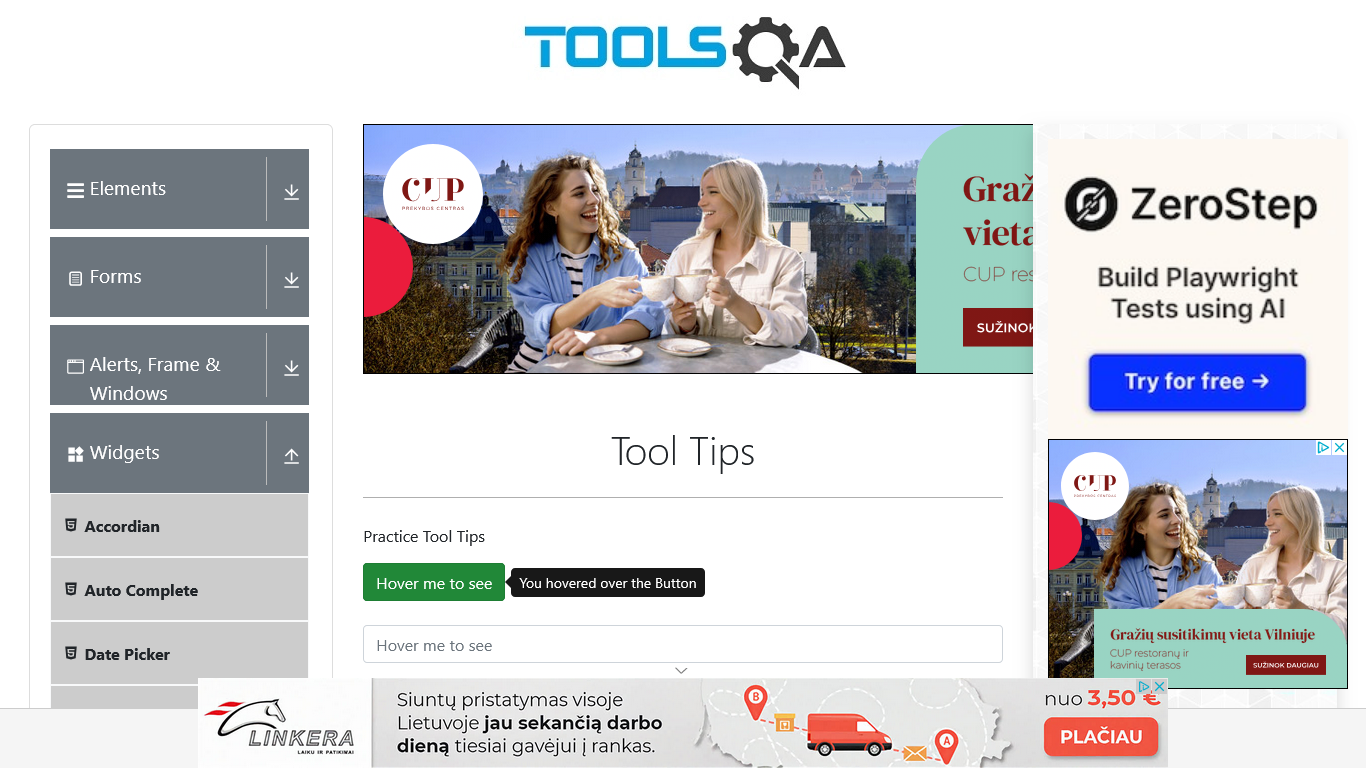 TOOLSQA
Elements
Forms
Alerts, Frame &
Windows
Widgets
Accordian
Auto Complete
Date Picker
CUP
PREKYBOS CENTRAS
Graž
vieta
CUP res
SUŽINOK
Tool Tips
Practice Tool Tips
Hover me to see
You hovered over the Button
Hover me to see
ZeroStep
Build Playwright
Tests using AI
Try for free →
CUP
PREKYBOS CENTRAS
Gražių susitikimų vieta Vilniuje
CUP restoranų ir
kavinių terasos
SUŽINOK DAUGIAU
LINKERA
LAIKU IR PATIKIMAI
Siuntų pristatymas visoje
Lietuvoje jau sekančią darbo
dieną tiesiai gavėjui į rankas.
B
A
nuo 3,50 €
PLAČIAU